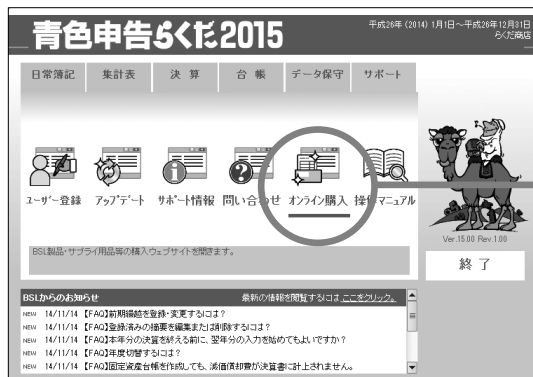 青色申告らくだ2015
平成26年 (2014) 1月1日～平成26年12月31日
らくだ商店
日常簿記 集計表 決 算 台 帳 データ保守 サポート
ユーザー登録 アップデート サポート情報 問い合わせ オンライン購入 操作マニュアル
BSL製品・サプライ用品等の購入ウェブサイトを開きます。
Ver.15.00 Rev.1.00
終 了
BSLからのお知らせ 最新の情報を閲覧するには ここをクリック。
NEW 14/11/14 【FAQ】前期繰越を登録・変更するには？
NEW 14/11/14 【FAQ】登録済みの摘要を編集または削除するには？
NEW 14/11/14 【FAQ】本年分の決算を終える前に、翌年分の入力を始めてもよいですか？
NEW 14/11/14 【FAQ】年度切替するには？
NEW 14/11/14 【FAQ】固定資産台帳を作成しても、減価償却費が決算書に計上されません。